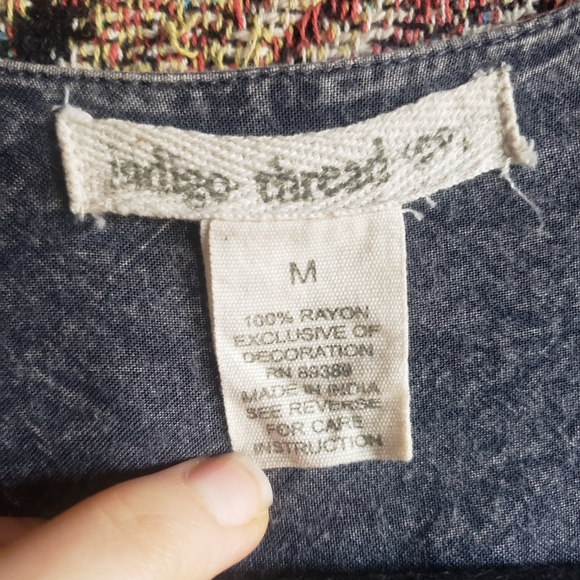 indigo thread co.
M
100% RAYON
EXCLUSIVE OF
DECORATION
RN 89389
MADE IN INDIA
SEE REVERSE
FOR CARE
INSTRUCTION